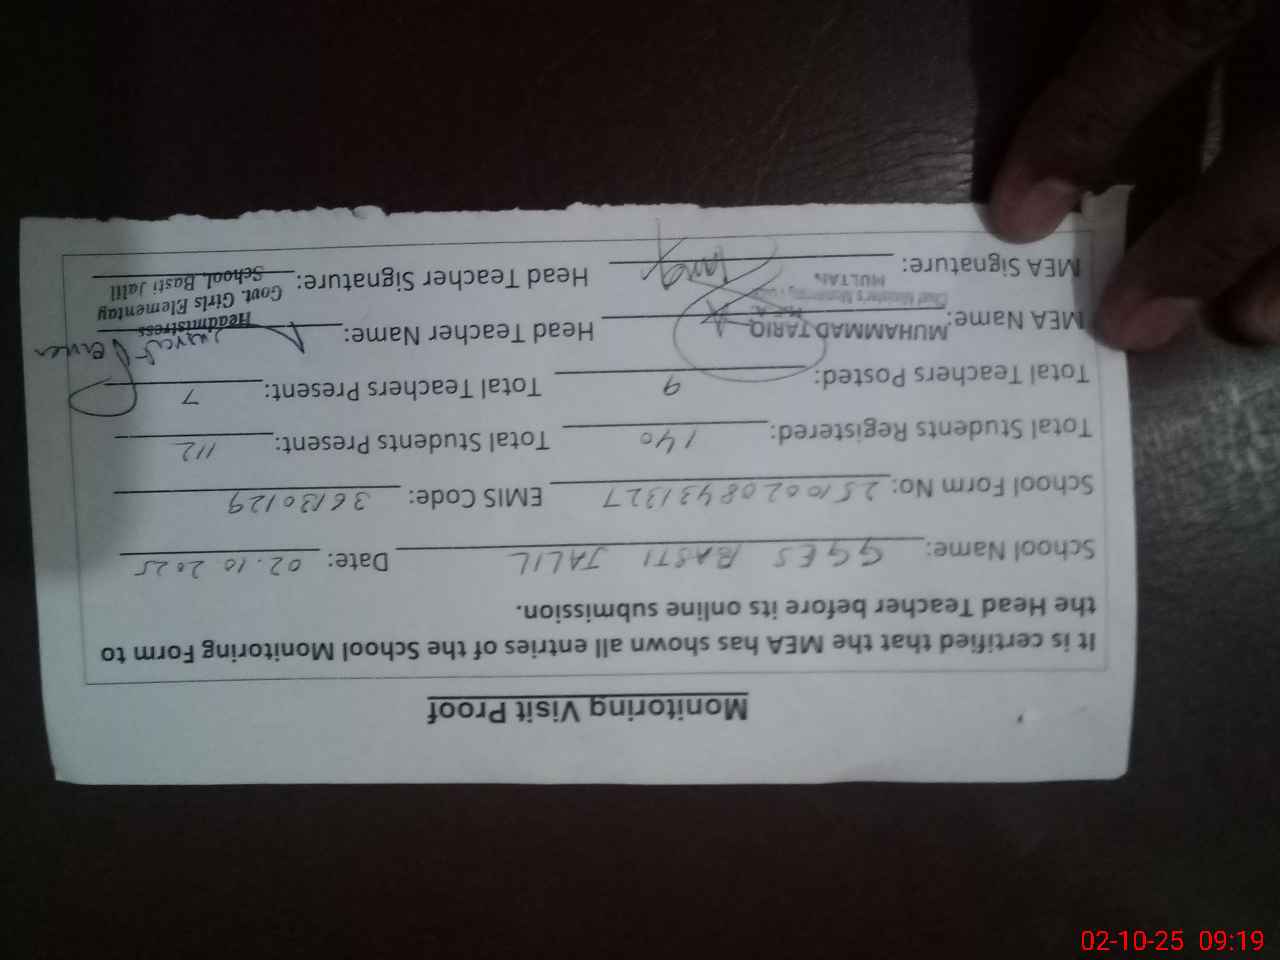 Monitoring Visit Proof
It is certified that the MEA has shown all entries of the School Monitoring Form to
the Head Teacher before its online submission.
School Name: GGES BASTI JALIL Date: 02.10.2025
School Form No: 25100208431327 EMIS Code: 36130129
Total Students Registered: 140 Total Students Present: 112
Total Teachers Posted: 9 Total Teachers Present: 7
MEA Name: MUHAMMAD TARIQ Head Teacher Name:
Headmistress
Govt. Girls Elementay
School, Basti Jalil
MULTAN
MEA Signature: Head Teacher Signature:
02-10-25 09:19